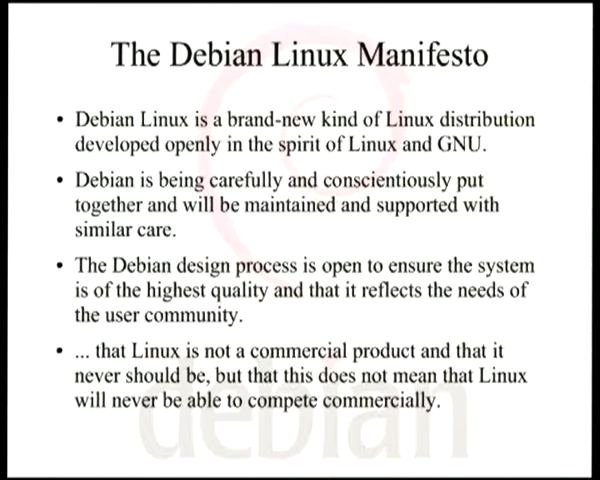 The Debian Linux Manifesto
• Debian Linux is a brand-new kind of Linux distribution
developed openly in the spirit of Linux and GNU.
• Debian is being carefully and conscientiously put
together and will be maintained and supported with
similar care.
• The Debian design process is open to ensure the system
is of the highest quality and that it reflects the needs of
the user community.
• ... that Linux is not a commercial product and that it
never should be, but that this does not mean that Linux
will never be able to compete commercially.
debian